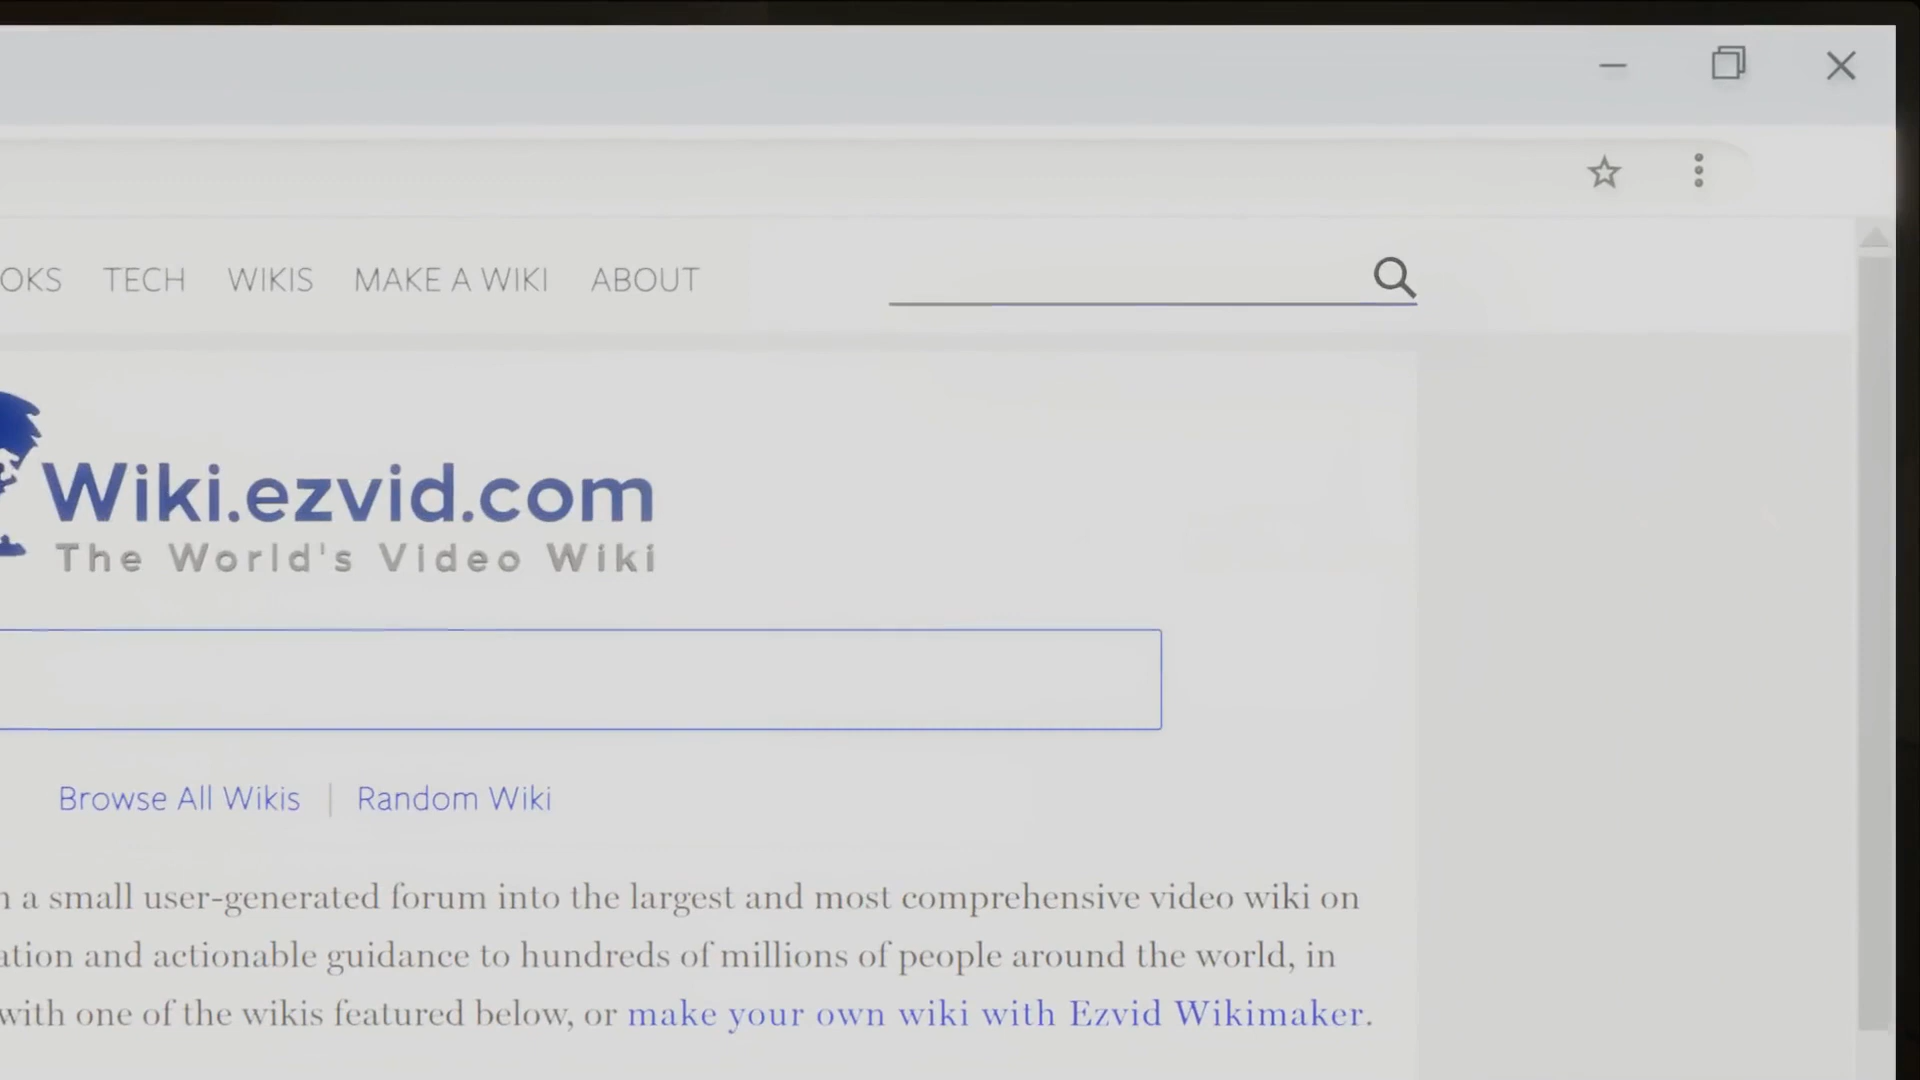 OKS TECH WIKIS MAKE A WIKI ABOUT
Wiki.ezvid.com
The World's Video Wiki
Browse All Wikis | Random Wiki
a small user-generated forum into the largest and most comprehensive video wiki on
ation and actionable guidance to hundreds of millions of people around the world, in
with one of the wikis featured below, or make your own wiki with Ezvid Wikimaker.